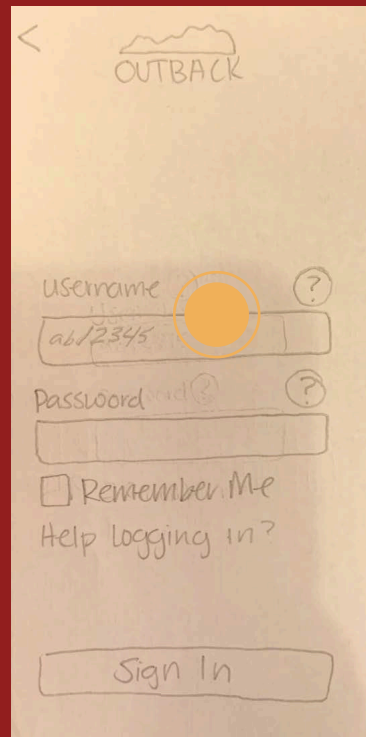 <
OUTBACK
username ?
ab12345
Password ?
Remember Me
Help logging in?
Sign In